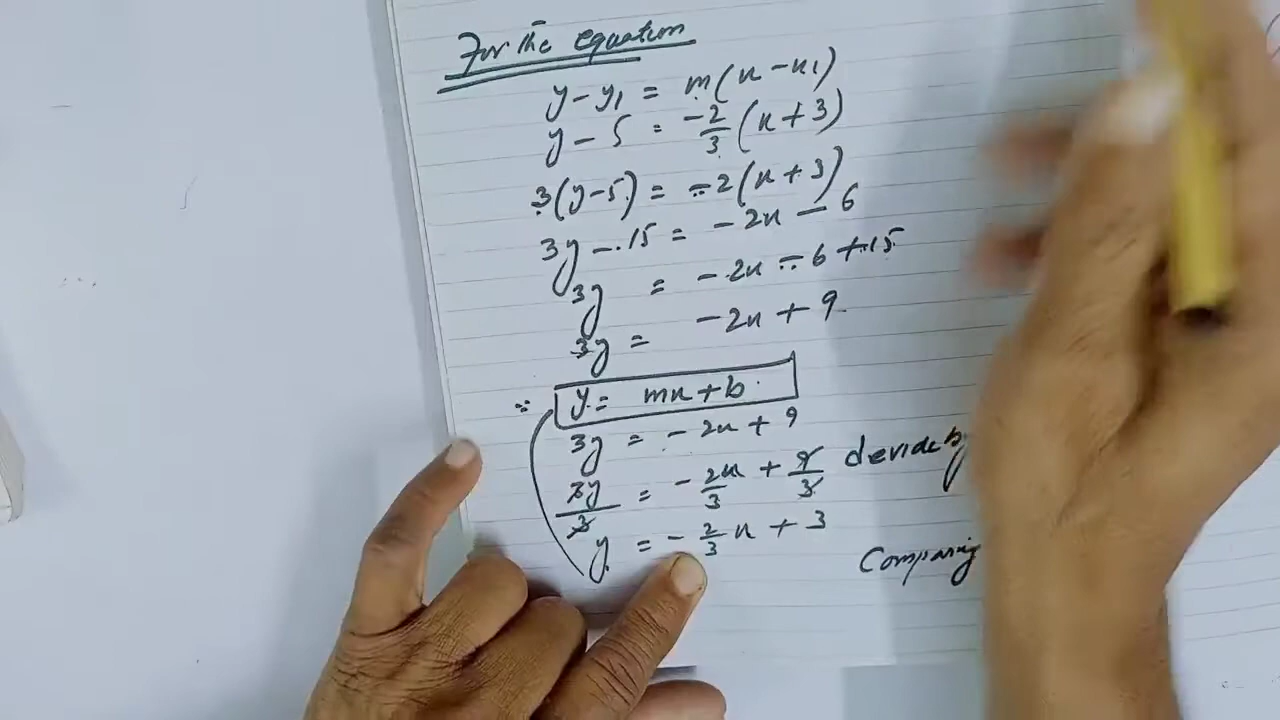 For the equation
y - y₁ = m(x - x₁)
y - 5 = -2/3 (x + 3)
3(y - 5) = -2(x + 3)
3y - 15 = -2x - 6
3y = -2x - 6 + 15
3y = -2x + 9
∵ y = mx + b
3y = -2x + 9
3y/3 = -2x/3 + 9/3 devide by
y = -2/3 x + 3
Comparing